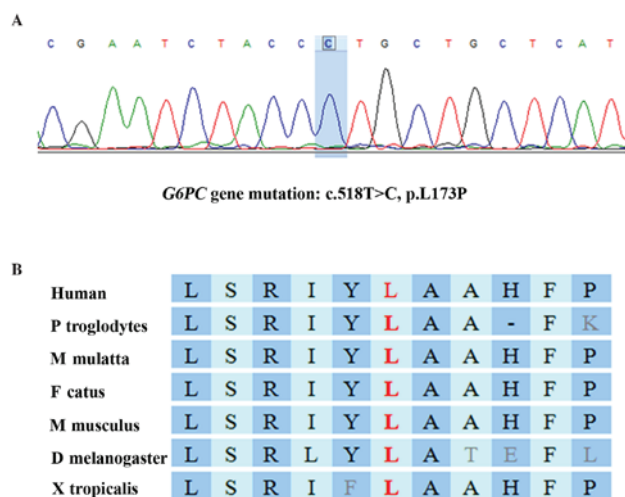 A
C G A A T C T A C C C T G C T G C T C A T
G6PC gene mutation: c.518T>C, p.L173P
B
Human L S R I Y L A A H F P
P troglodytes L S R I Y L A A - F K
M mulatta L S R I Y L A A H F P
F catus L S R I Y L A A H F P
M musculus L S R I Y L A A H F P
D melanogaster L S R L Y L A T E F L
X tropicalis L S R I F L A A H F P